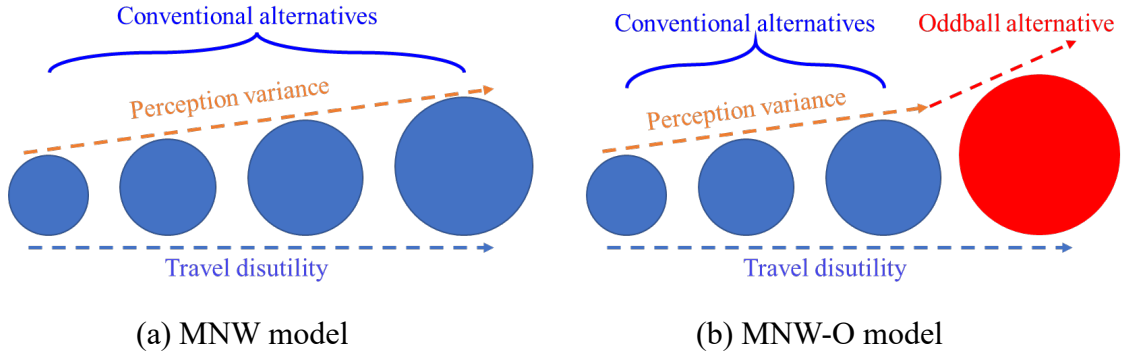 Conventional alternatives
Perception variance
Travel disutility
(a) MNW model
Conventional alternatives
Oddball alternative
Perception variance
Travel disutility
(b) MNW-O model